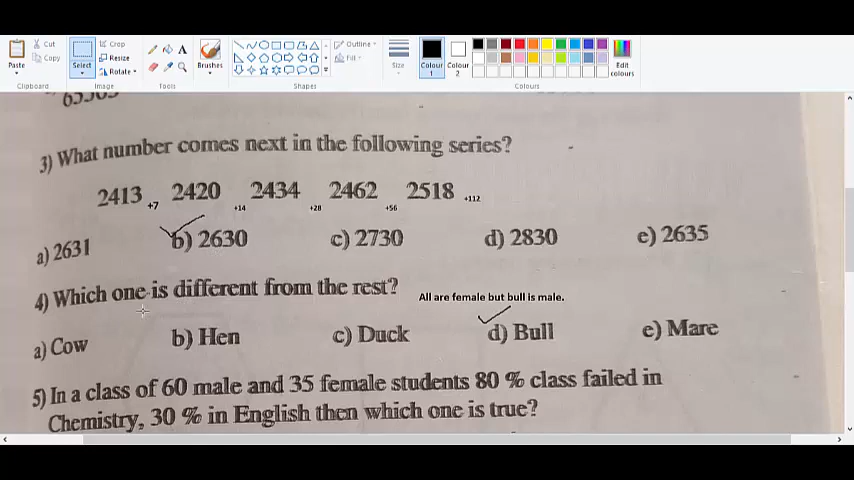 Cut
Copy
Paste
Clipboard
Select
Crop
Resize
Rotate
Image
Tools
Brushes
Outline
Fill
Shapes
Size
Colour 1
Colour 2
Edit colours
Colours
3) What number comes next in the following series?
2413 +7 2420 +14 2434 +28 2462 +56 2518 +112
a) 2631 b) 2630 c) 2730 d) 2830 e) 2635
4) Which one is different from the rest?
All are female but bull is male.
a) Cow b) Hen c) Duck d) Bull e) Mare
5) In a class of 60 male and 35 female students 80 % class failed in
Chemistry, 30 % in English then which one is true?